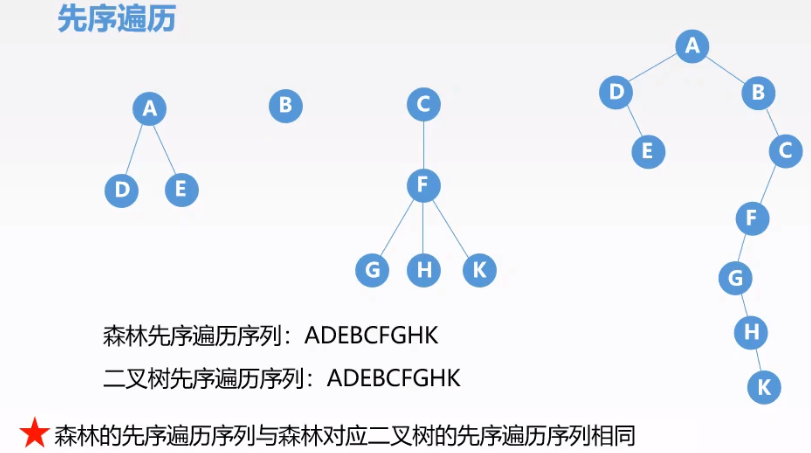 先序遍历
A
B
C
D
E
F
G
H
K
A
D
B
E
C
F
G
H
K
森林先序遍历序列：ADEBCFGHK
二叉树先序遍历序列：ADEBCFGHK
森林的先序遍历序列与森林对应二叉树的先序遍历序列相同